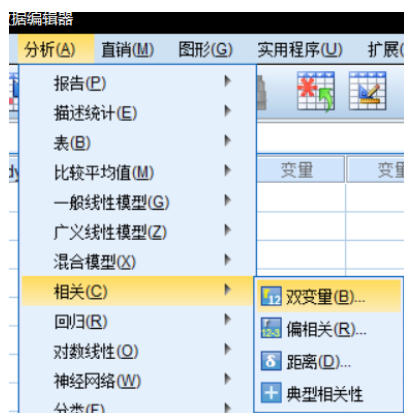 据编辑器
分析(A) 直销(M) 图形(G) 实用程序(U) 扩展(
报告(P)
描述统计(E)
表(B)
比较平均值(M) 变量 变量
一般线性模型(G)
广义线性模型(Z)
混合模型(X)
相关(C) 双变量(B)...
回归(R) 偏相关(R)...
对数线性(O) 距离(D)...
神经网络(W) 典型相关性
分类(F)